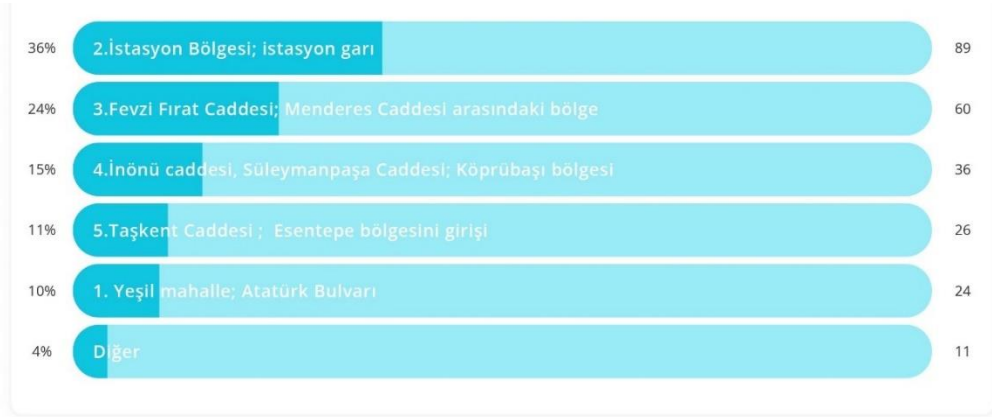 36% 2.İstasyon Bölgesi; istasyon garı 89
24% 3.Fevzi Fırat Caddesi; Menderes Caddesi arasındaki bölge 60
15% 4.İnönü caddesi, Süleymanpaşa Caddesi; Köprübaşı bölgesi 36
11% 5.Taşkent Caddesi ; Esentepe bölgesini girişi 26
10% 1. Yeşil mahalle; Atatürk Bulvarı 24
4% Diğer 11